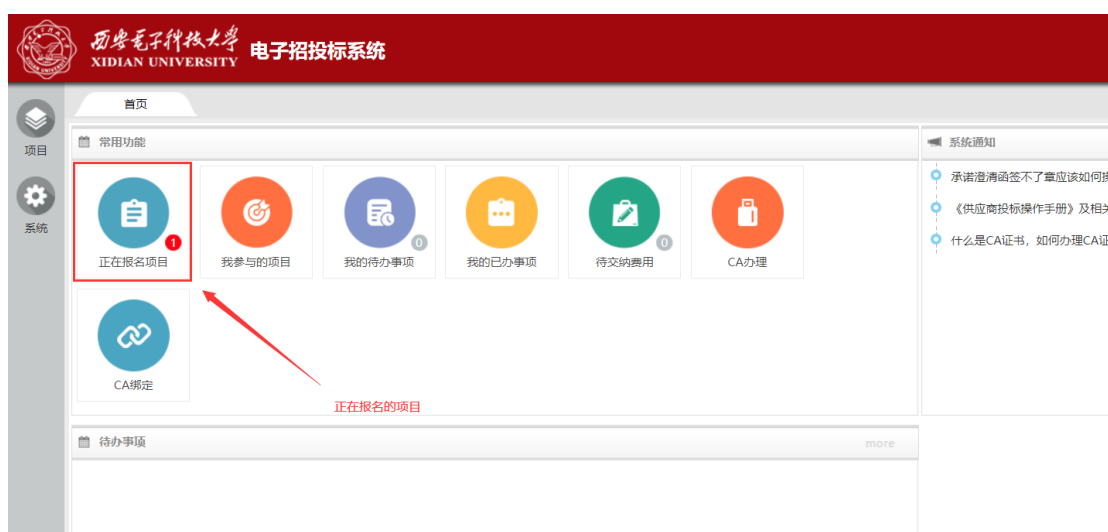 西安电子科技大学
XIDIAN UNIVERSITY
电子招投标系统
首页
项目
系统
常用功能
1
正在报名项目
我参与的项目
0
我的待办事项
我的已办事项
0
待交纳费用
CA办理
CA绑定
正在报名的项目
系统通知
承诺澄清函签不了章应该如何
《供应商投标操作手册》及相关
什么是CA证书，如何办理CA
待办事项
more